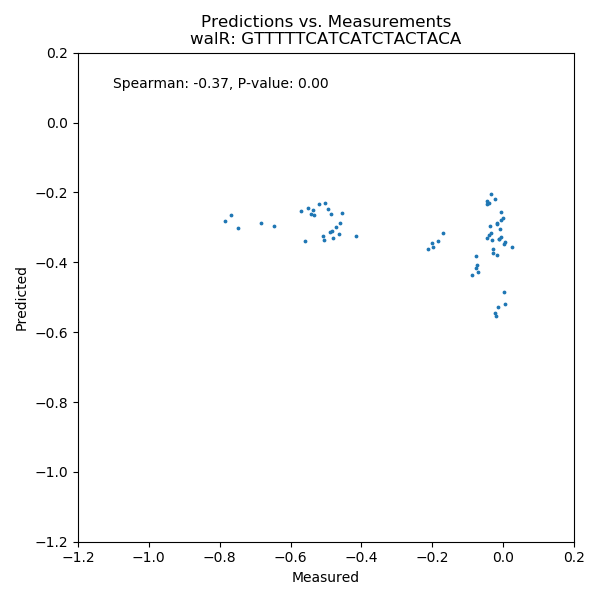 Predictions vs. Measurements
walR: GTTTTTCATCATCTACTACA
Spearman: -0.37, P-value: 0.00
0.2
0.0
−0.2
−0.4
−0.6
−0.8
−1.0
−1.2
Predicted
−1.2 −1.0 −0.8 −0.6 −0.4 −0.2 0.0 0.2
Measured